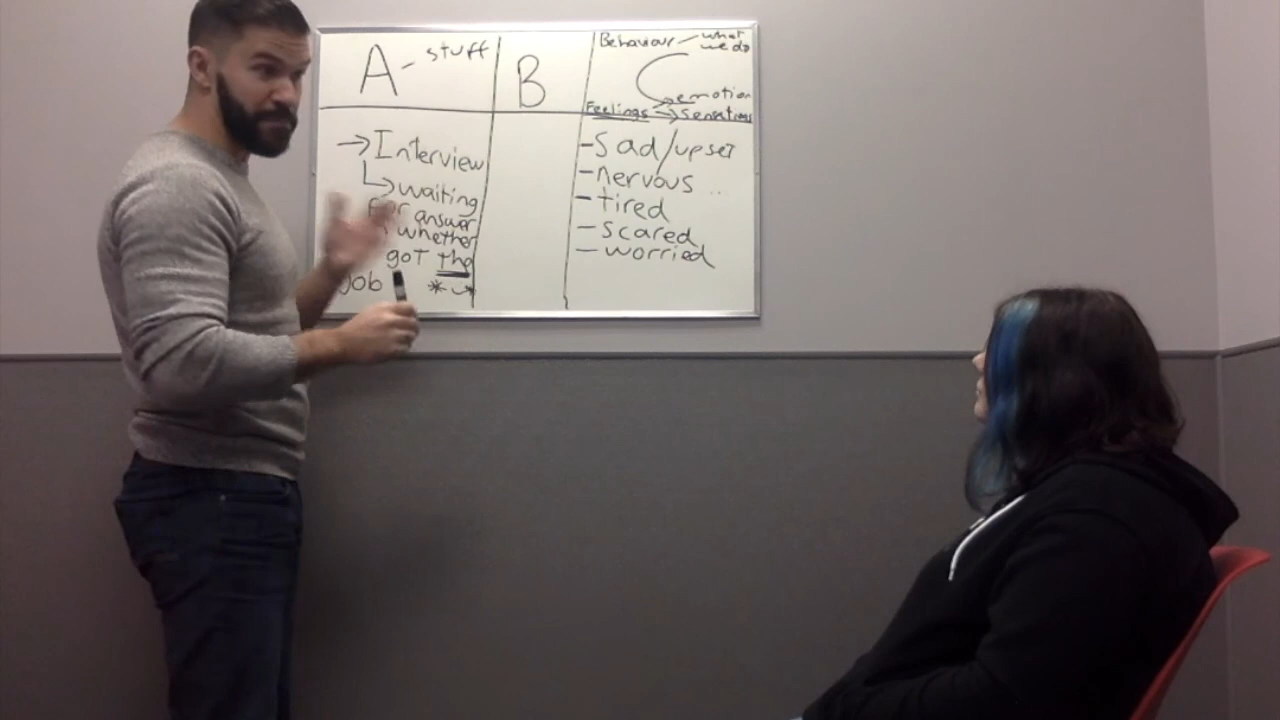 A - stuff
B
Behaviour - what
we do
emotion
Feelings
→ Interview
↳ waiting
for answer
whether
got the
Job
- Sad/upset
- nervous
- tired
- scared
- worried